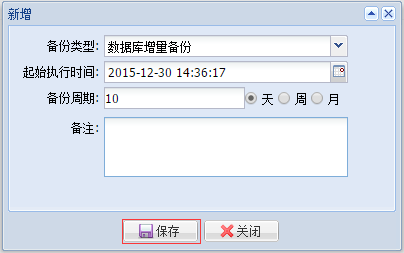 新增
备份类型: 数据库增量备份
起始执行时间: 2015-12-30 14:36:17
备份周期: 10 天 周 月
备注:
保存 关闭